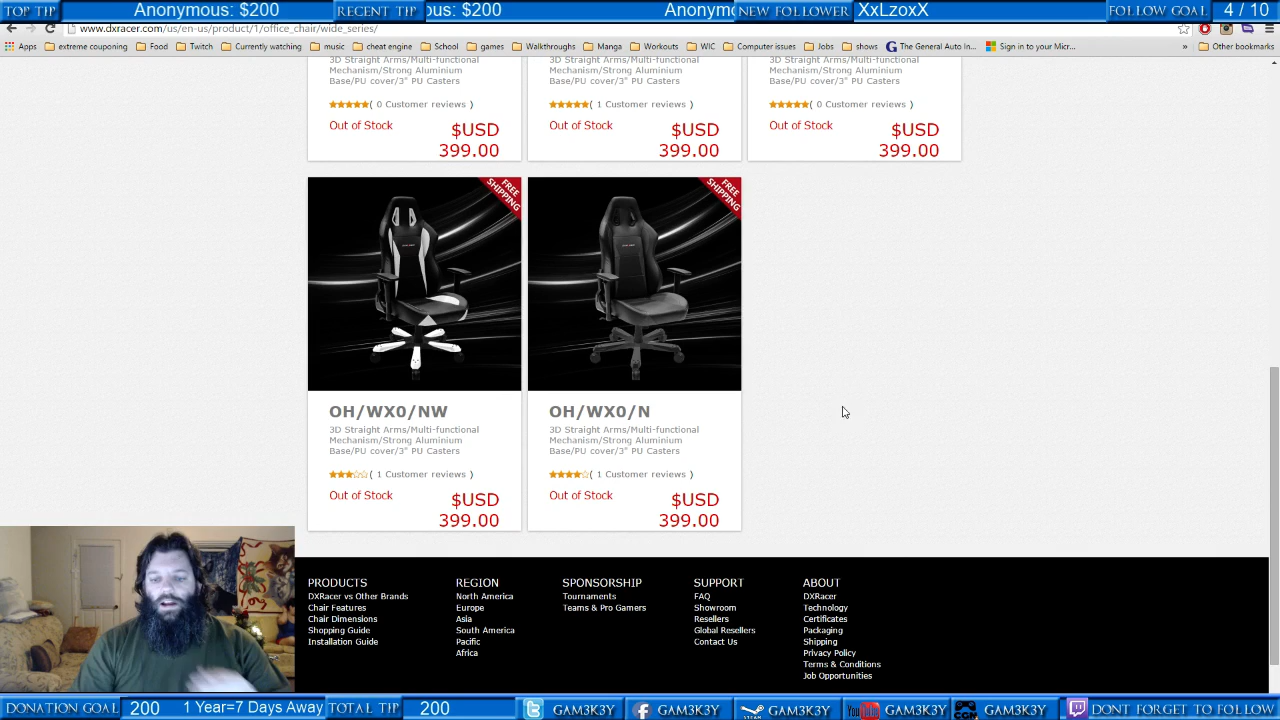 TOP TIP Anonymous: $200 RECENT TIP ous: $200 Anonym NEW FOLLOWER XxLzoxX FOLLOW GOAL 4 / 10
www.dxracer.com/us/en-us/product/1/office_chair/wide_series/
Apps extreme couponing Food Twitch Currently watching music cheat engine School games Walkthroughs Manga Workouts WIC Computer issues Jobs shows The General Auto In... Sign in to your Micr... » Other bookmarks
3D Straight Arms/Multi-functional
Mechanism/Strong Aluminium
Base/PU cover/3" PU Casters
( 0 Customer reviews )
Out of Stock $USD
399.00
3D Straight Arms/Multi-functional
Mechanism/Strong Aluminium
Base/PU cover/3" PU Casters
( 1 Customer reviews )
Out of Stock $USD
399.00
3D Straight Arms/Multi-functional
Mechanism/Strong Aluminium
Base/PU cover/3" PU Casters
( 0 Customer reviews )
Out of Stock $USD
399.00
FREE
SHIPPING
OH/WX0/NW
3D Straight Arms/Multi-functional
Mechanism/Strong Aluminium
Base/PU cover/3" PU Casters
( 1 Customer reviews )
Out of Stock $USD
399.00
FREE
SHIPPING
OH/WX0/N
3D Straight Arms/Multi-functional
Mechanism/Strong Aluminium
Base/PU cover/3" PU Casters
( 1 Customer reviews )
Out of Stock $USD
399.00
PRODUCTS
DXRacer vs Other Brands
Chair Features
Chair Dimensions
Shopping Guide
Installation Guide
REGION
North America
Europe
Asia
South America
Pacific
Africa
SPONSORSHIP
Tournaments
Teams & Pro Gamers
SUPPORT
FAQ
Showroom
Resellers
Global Resellers
Contact Us
ABOUT
DXRacer
Technology
Certificates
Packaging
Shipping
Privacy Policy
Terms & Conditions
Job Opportunities
DONATION GOAL 200 1 Year=7 Days Away TOTAL TIP 200 GAM3K3Y GAM3K3Y STEAM GAM3K3Y You GAM3K3Y GAM3K3Y DONT FORGET TO FOLLOW